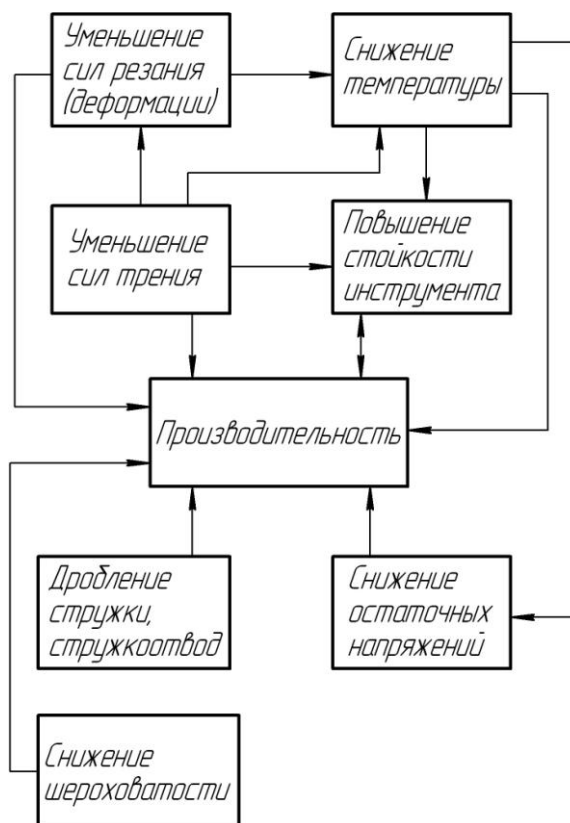 Уменьшение
сил резания
(деформации)
Снижение
температуры
Уменьшение
сил трения
Повышение
стойкости
инструмента
Производительность
Дробление
стружки,
стружкоотвод
Снижение
остаточных
напряжений
Снижение
шероховатости